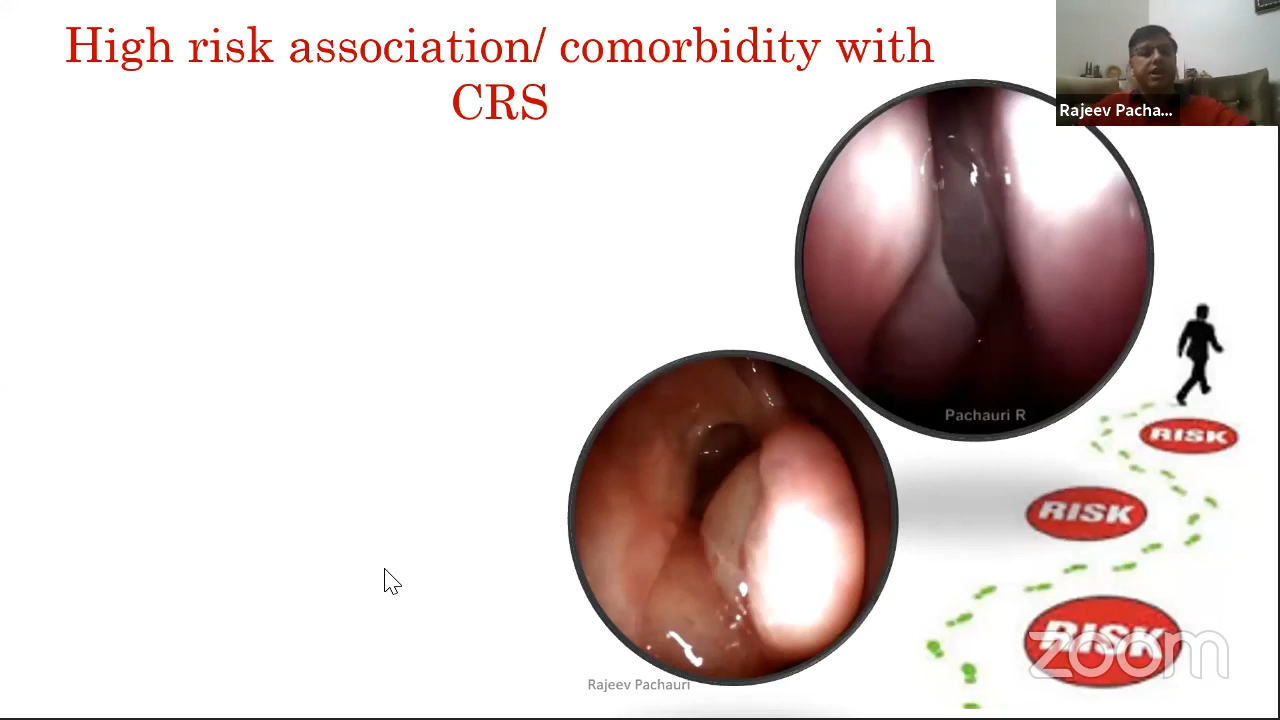 High risk association/ comorbidity with
CRS
Rajeev Pacha...
Pachauri R
RISK
RISK
RISK
zoom
Rajeev Pachauri